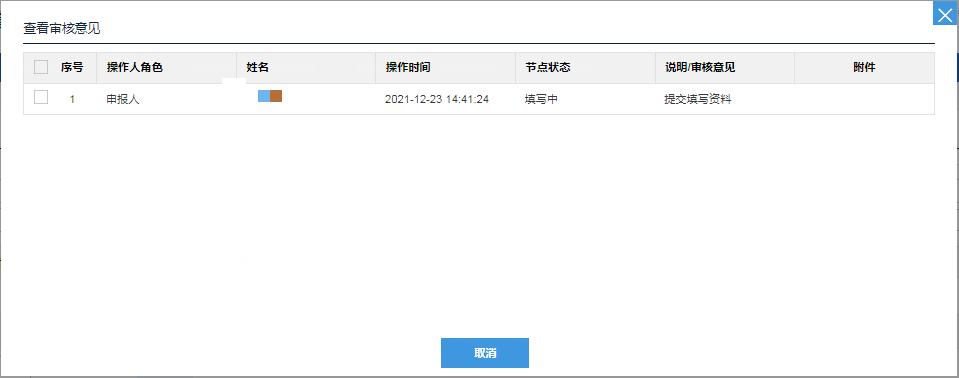 查看审核意见
序号 操作人角色 姓名 操作时间 节点状态 说明/审核意见 附件
1 申报人 2021-12-23 14:41:24 填写中 提交填写资料
取消